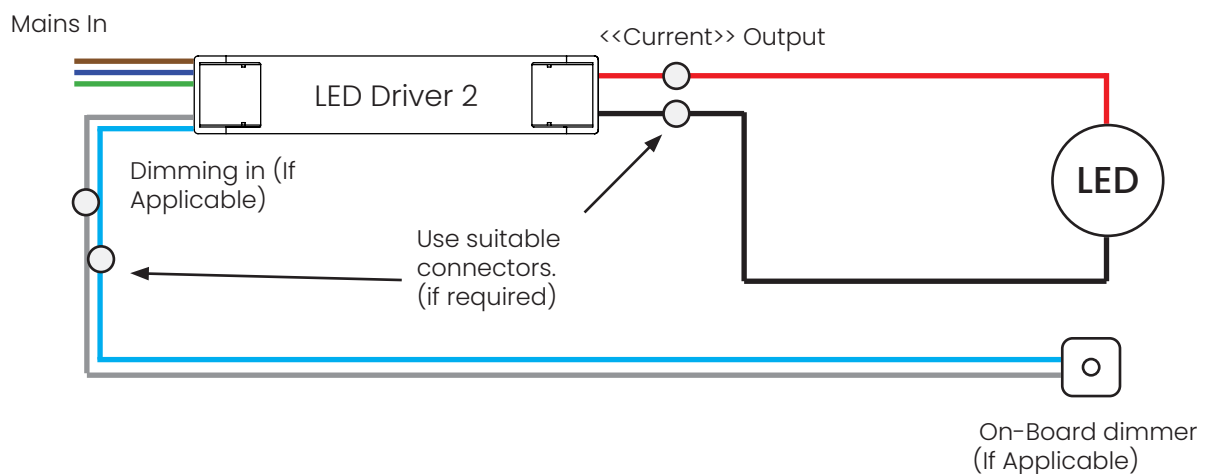 Mains In
<<Current>> Output
LED Driver 2
Dimming in (If
Applicable)
LED
Use suitable
connectors.
(if required)
On-Board dimmer
(If Applicable)